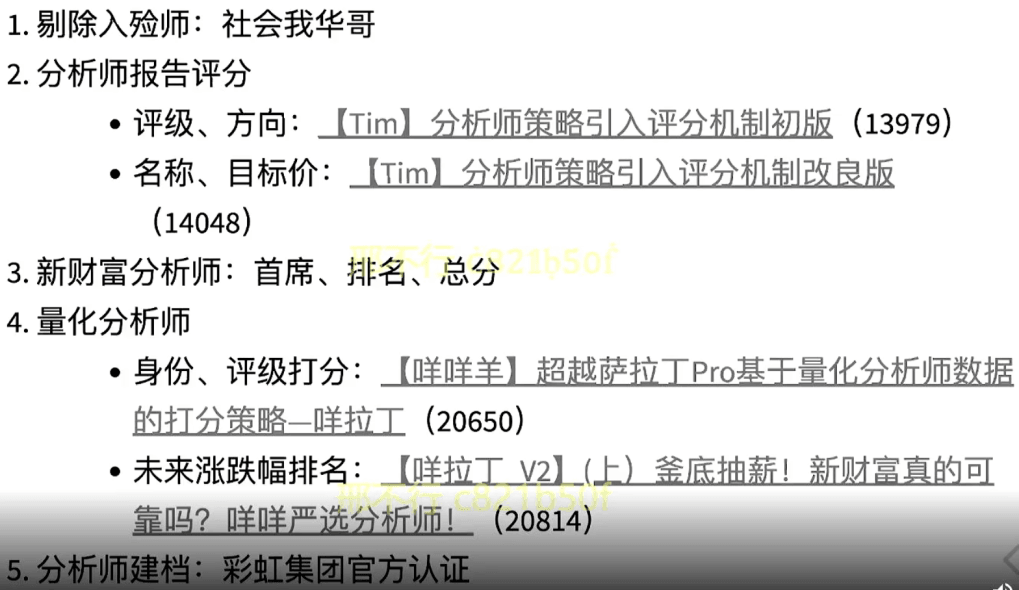 1. 剔除入殓师：社会我华哥
2. 分析师报告评分
• 评级、方向：【Tim】分析师策略引入评分机制初版（13979）
• 名称、目标价：【Tim】分析师策略引入评分机制改良版
（14048）
邢不行 c821b50f
3. 新财富分析师：首席、排名、总分
4. 量化分析师
• 身份、评级打分：【咩咩羊】超越萨拉丁Pro基于量化分析师数据
的打分策略—咩拉丁（20650）
• 未来涨跌幅排名：【咩拉丁_V2】（上）釜底抽薪！新财富真的可
邢不行 c821b50f
靠吗？咩咩严选分析师！（20814）
5. 分析师建档：彩虹集团官方认证